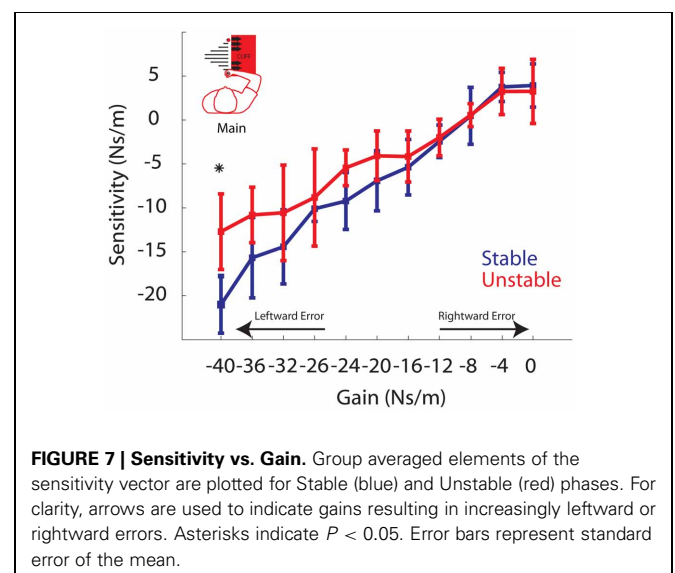 CUFF
Main
5
0
-5
-10
-15
-20
Sensitivity (Ns/m)
*
Stable
Unstable
Leftward Error
Rightward Error
-40-36-32-26-24-20-16-12-8 -4 0
Gain (Ns/m)
FIGURE 7 | Sensitivity vs. Gain. Group averaged elements of the
sensitivity vector are plotted for Stable (blue) and Unstable (red) phases. For
clarity, arrows are used to indicate gains resulting in increasingly leftward or
rightward errors. Asterisks indicate P < 0.05. Error bars represent standard
error of the mean.